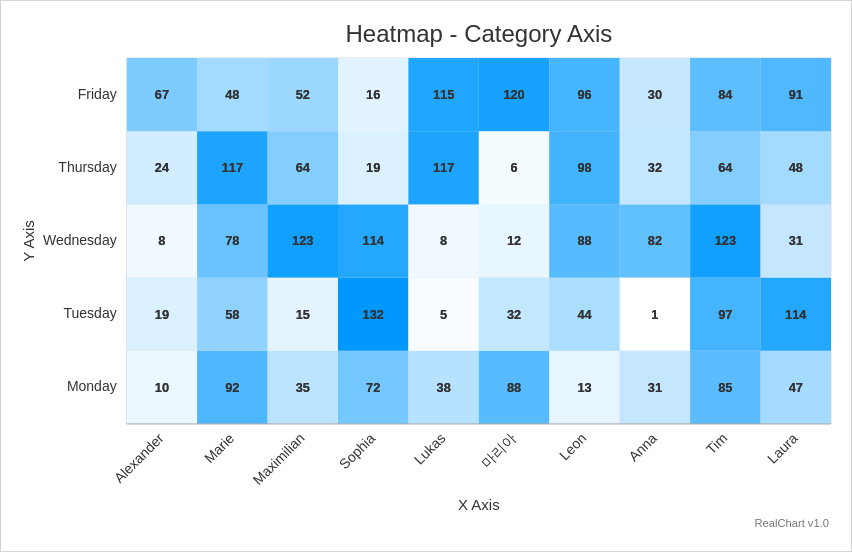 Heatmap - Category Axis
Y Axis
Friday 67 48 52 16 115 120 96 30 84 91
Thursday 24 117 64 19 117 6 98 32 64 48
Wednesday 8 78 123 114 8 12 88 82 123 31
Tuesday 19 58 15 132 5 32 44 1 97 114
Monday 10 92 35 72 38 88 13 31 85 47
Alexander Marie Maximilian Sophia Lukas 마리아 Leon Anna Tim Laura
X Axis
RealChart v1.0